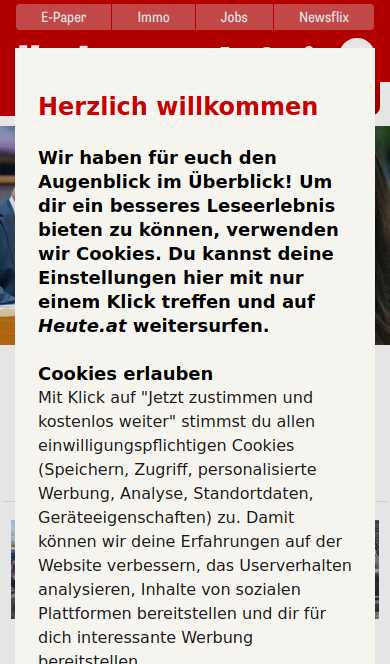 E-Paper
Immo
Jobs
Newsflix
Herzlich willkommen
Wir haben für euch den
Augenblick im Überblick! Um
dir ein besseres Leseerlebnis
bieten zu können, verwenden
wir Cookies. Du kannst deine
Einstellungen hier mit nur
einem Klick treffen und auf
Heute.at weitersurfen.
Cookies erlauben
Mit Klick auf "Jetzt zustimmen und
kostenlos weiter" stimmst du allen
einwilligungspflichtigen Cookies
(Speichern, Zugriff, personalisierte
Werbung, Analyse, Standortdaten,
Geräteeigenschaften) zu. Damit
können wir deine Erfahrungen auf der
Website verbessern, das Userverhalten
analysieren, Inhalte von sozialen
Plattformen bereitstellen und dir für
dich interessante Werbung
bereitstellen